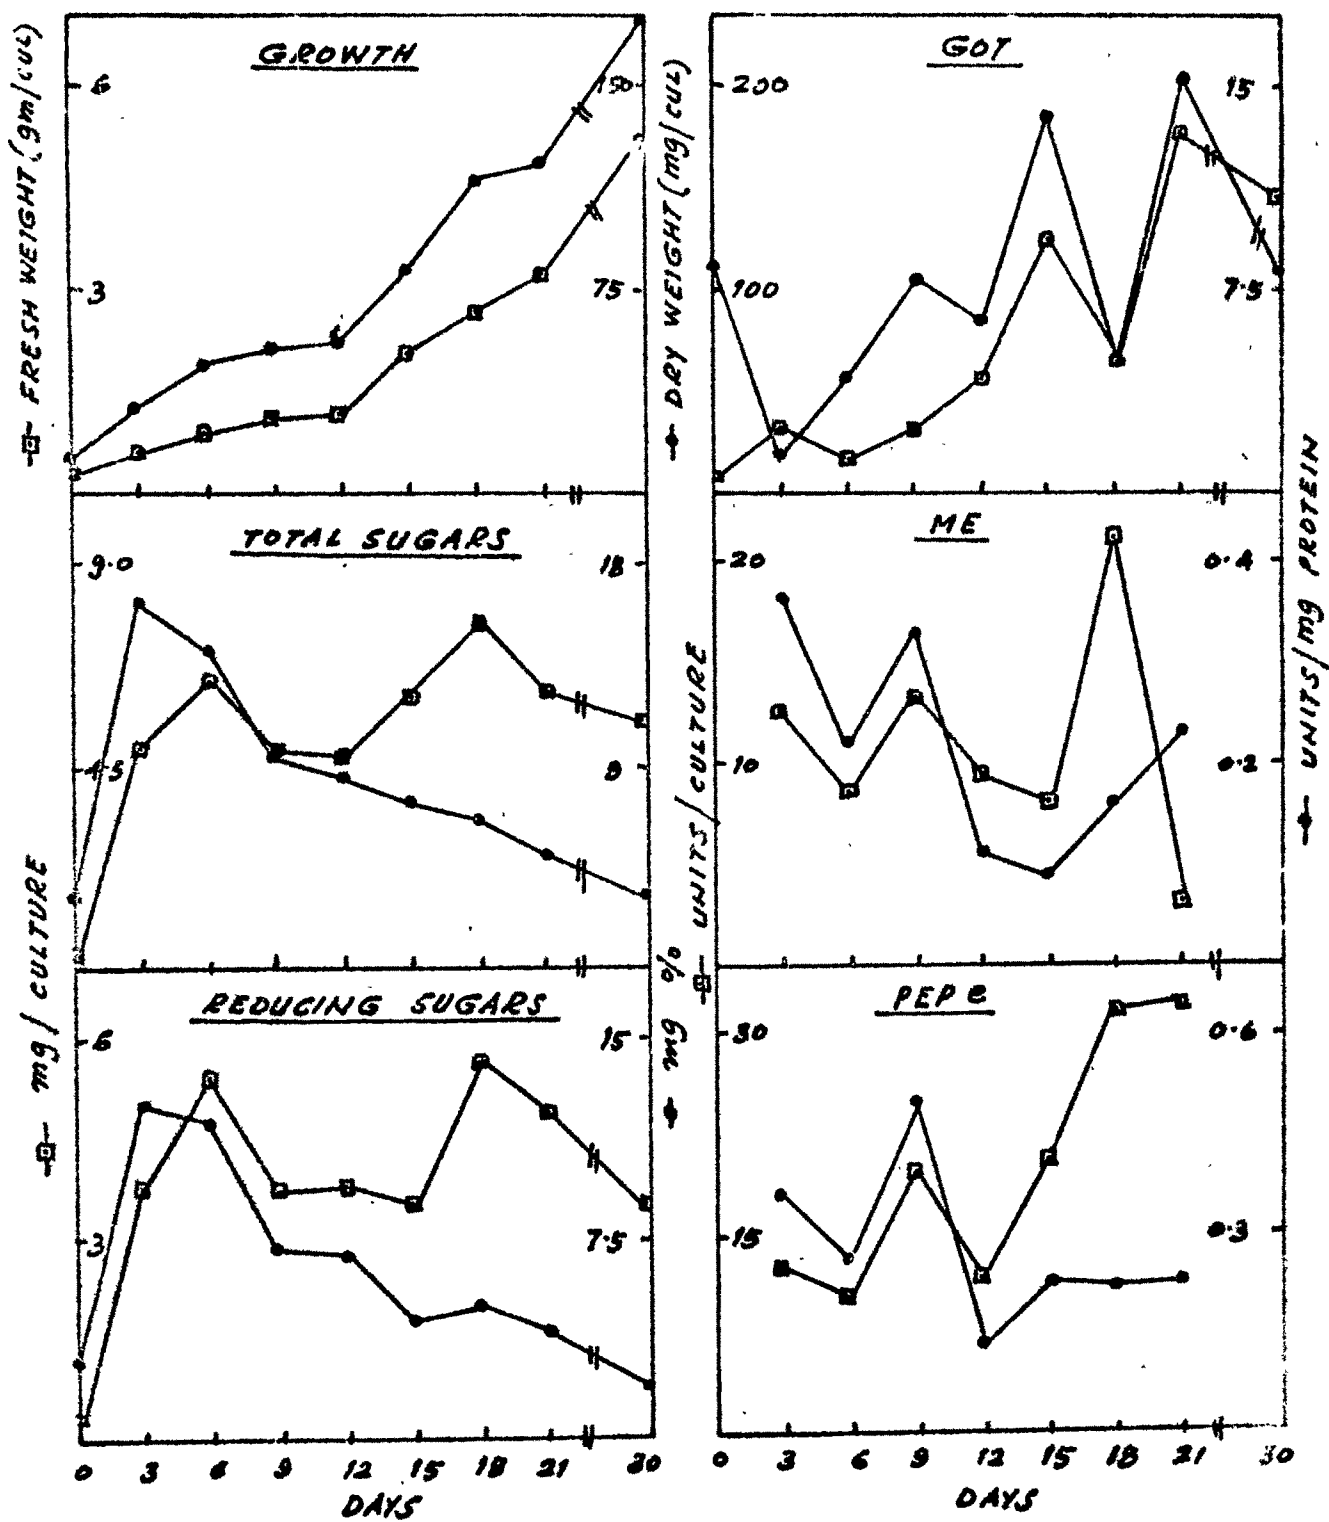 GROWTH
6
150
3
75
FRESH WEIGHT (gm/cul)
DRY WEIGHT (mg/cul)
GOT
200
15
100
7.5
TOTAL SUGARS
9.0
18
4.5
9
ME
20
0.4
10
0.2
mg / CULTURE
mg %
UNITS / CULTURE
UNITS/mg PROTEIN
REDUCING SUGARS
6
15
3
7.5
PEP c
30
0.6
15
0.3
0 3 6 9 12 15 18 21 30
DAYS
0 3 6 9 12 15 18 21 30
DAYS